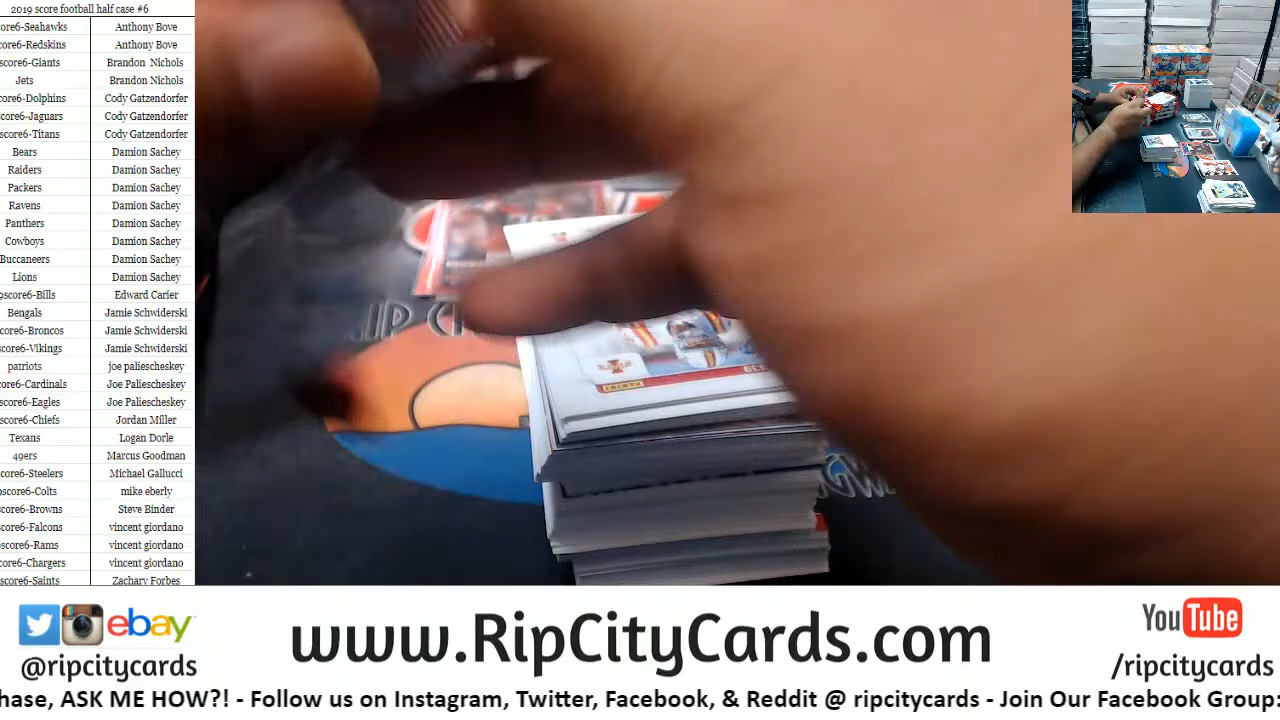 2019 score football half case #6
ore6-Seahawks Anthony Bove
core6-Redskins Anthony Bove
score6-Giants Brandon Nichols
Jets Brandon Nichols
core6-Dolphins Cody Gatzendorfer
core6-Jaguars Cody Gatzendorfer
score6-Titans Cody Gatzendorfer
Bears Damion Sachey
Raiders Damion Sachey
Packers Damion Sachey
Ravens Damion Sachey
Panthers Damion Sachey
Cowboys Damion Sachey
Buccaneers Damion Sachey
Lions Damion Sachey
9score6-Bills Edward Carier
Bengals Jamie Schwiderski
core6-Broncos Jamie Schwiderski
core6-Vikings Jamie Schwiderski
patriots joe paliescheskey
core6-Cardinals Joe Paliescheskey
score6-Eagles Joe Paliescheskey
score6-Chiefs Jordan Miller
Texans Logan Dorle
49ers Marcus Goodman
core6-Steelers Michael Gallucci
score6-Colts mike eberly
core6-Browns Steve Binder
core6-Falcons vincent giordano
score6-Rams vincent giordano
core6-Chargers vincent giordano
score6-Saints Zachary Forbes
RIP C
PANINI
ebay
@ripcitycards
www.RipCityCards.com
YouTube
/ripcitycards
hase, ASK ME HOW?! - Follow us on Instagram, Twitter, Facebook, & Reddit @ ripcitycards - Join Our Facebook Group: